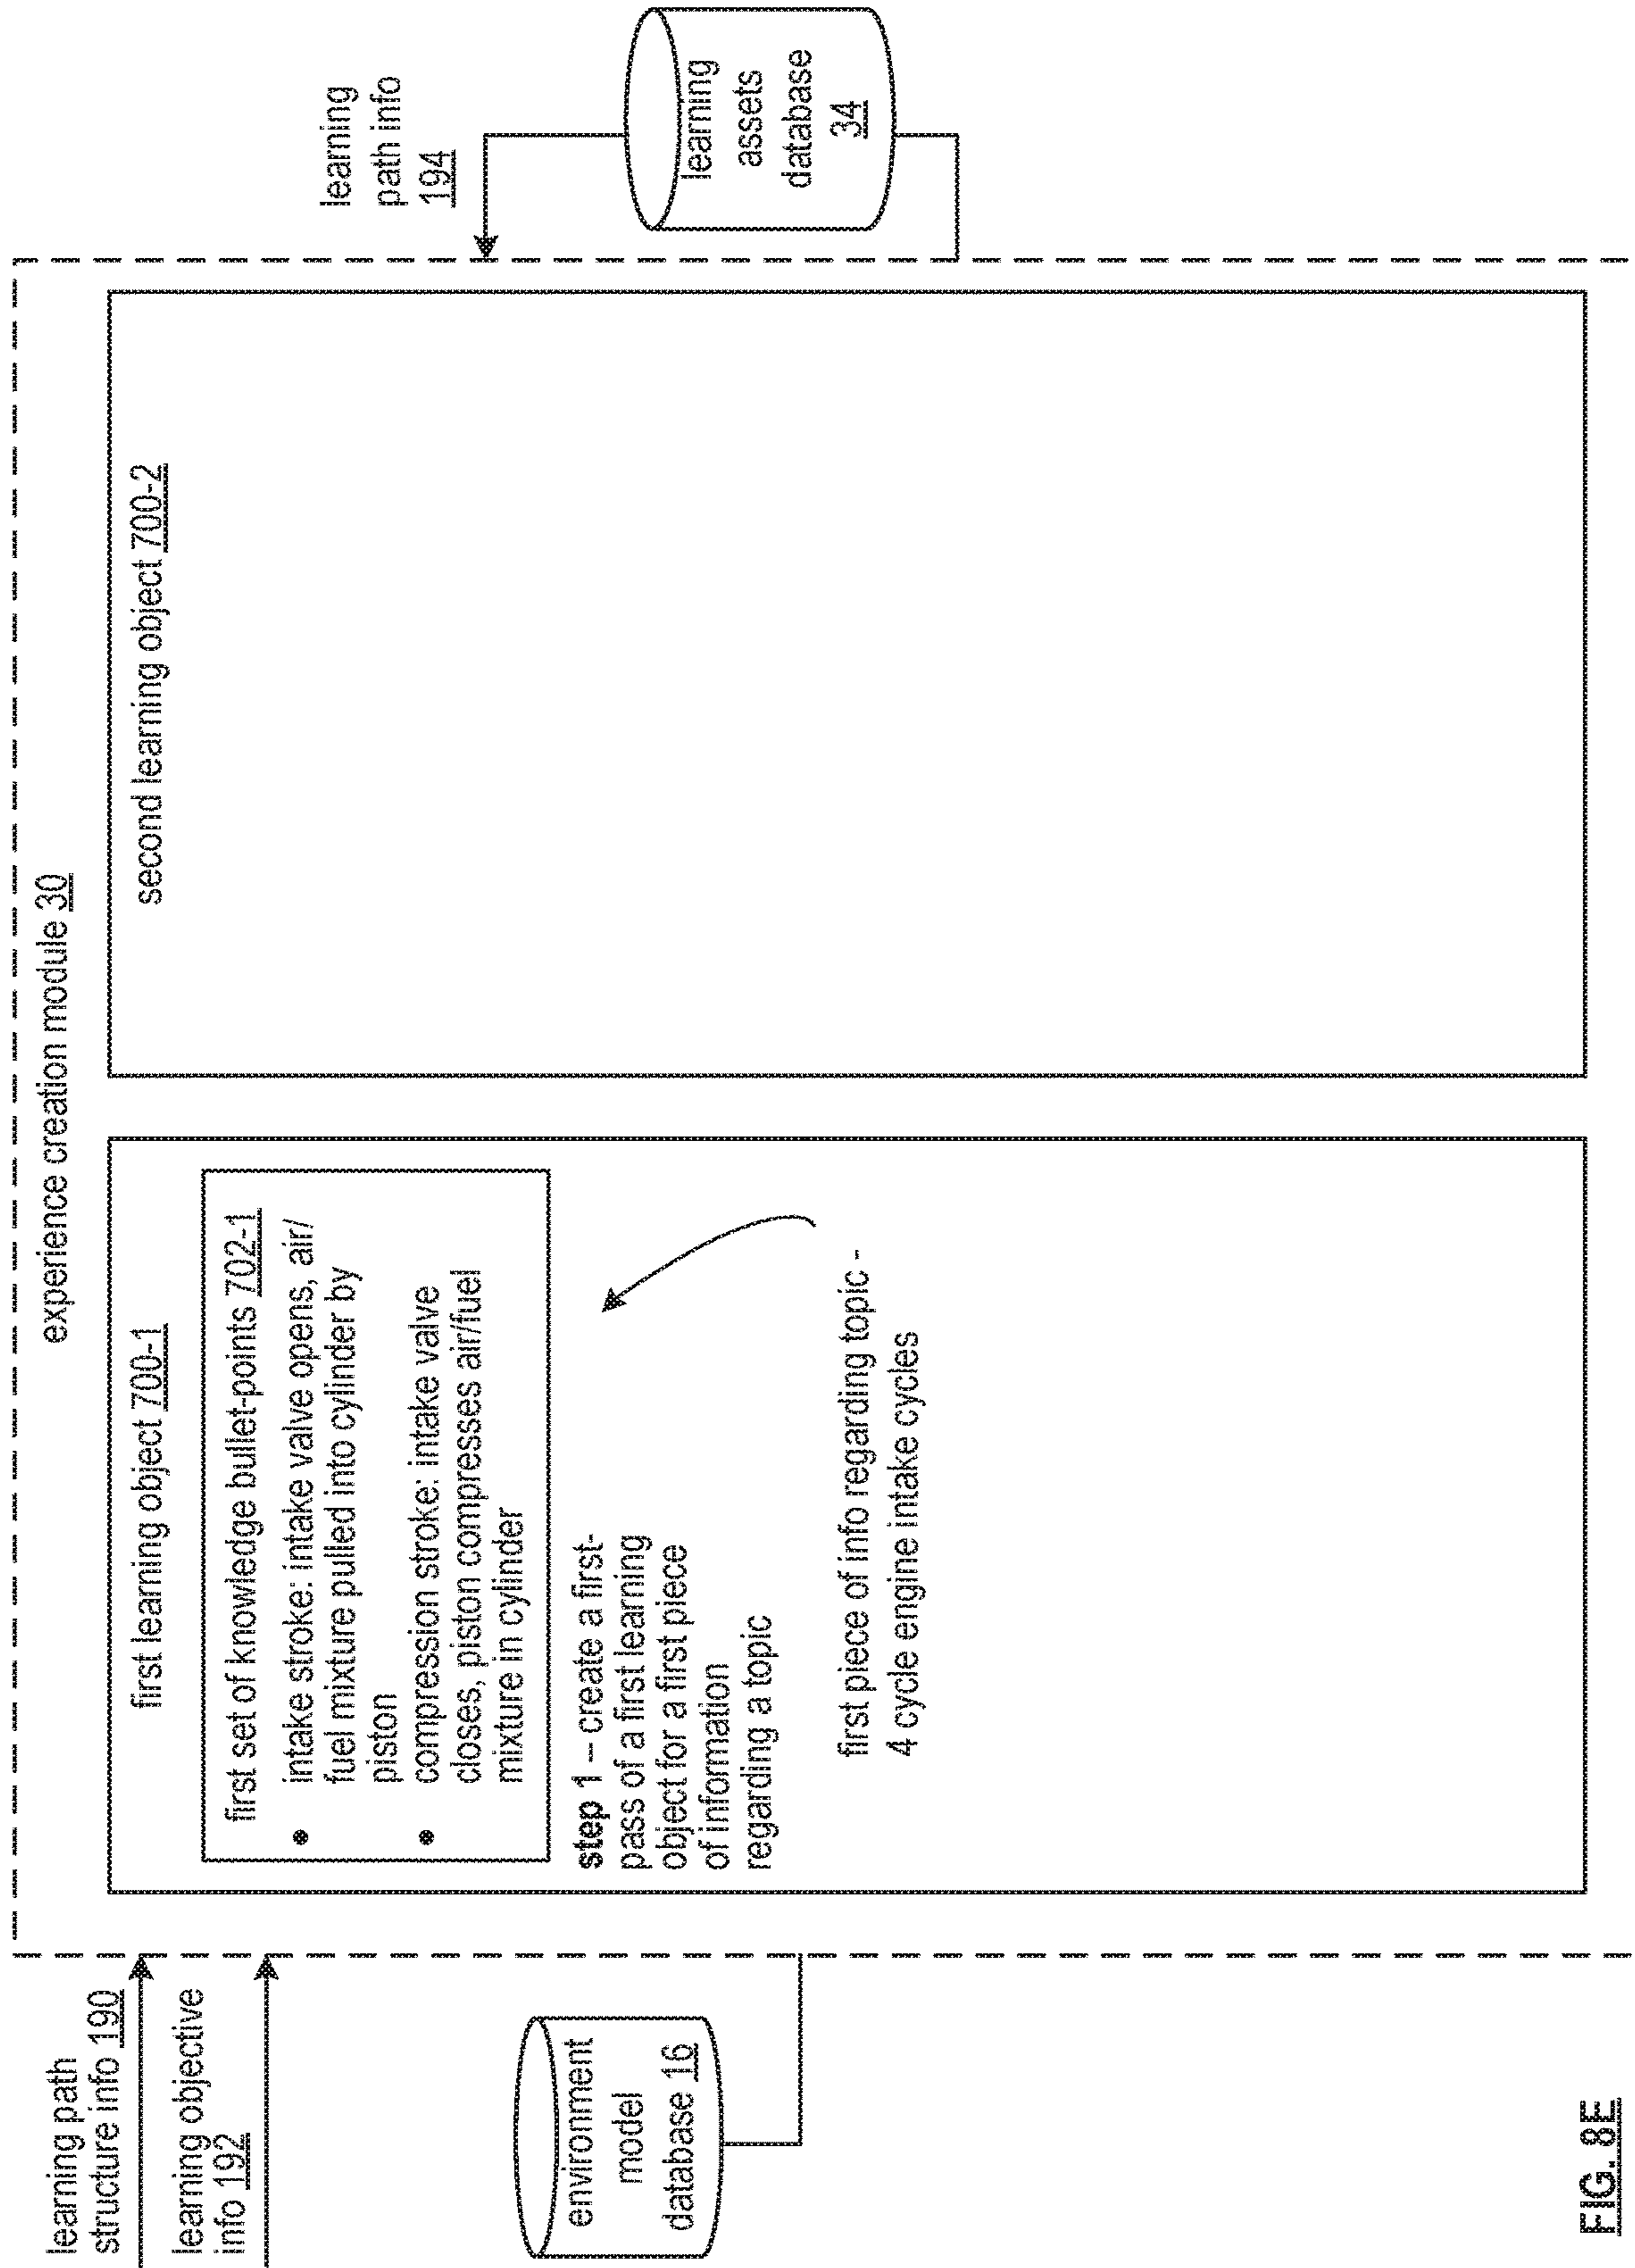 experience creation module 30
learning path
structure info 190
learning objective
info 192
environment
model
database 16
first learning object 700-1
first set of knowledge bullet-points 702-1
• intake stroke: intake valve opens, air/
fuel mixture pulled into cylinder by
piston
• compression stroke: intake valve
closes, piston compresses air/fuel
mixture in cylinder
step 1 – create a first-
pass of a first learning
object for a first piece
of information
regarding a topic
first piece of info regarding topic -
4 cycle engine intake cycles
second learning object 700-2
learning
path info
194
learning
assets
database
34
FIG. 8E